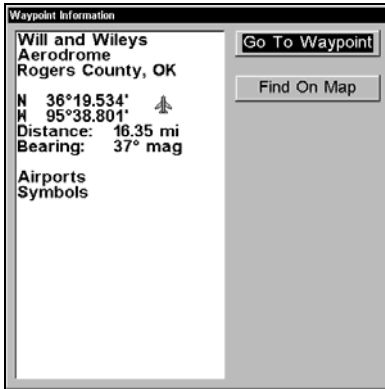 Waypoint Information
Will and Wileys
Aerodrome
Rogers County, OK
N 36°19.534'
W 95°38.801'
Distance: 16.35 mi
Bearing: 37° mag
Airports
Symbols
Go To Waypoint
Find On Map